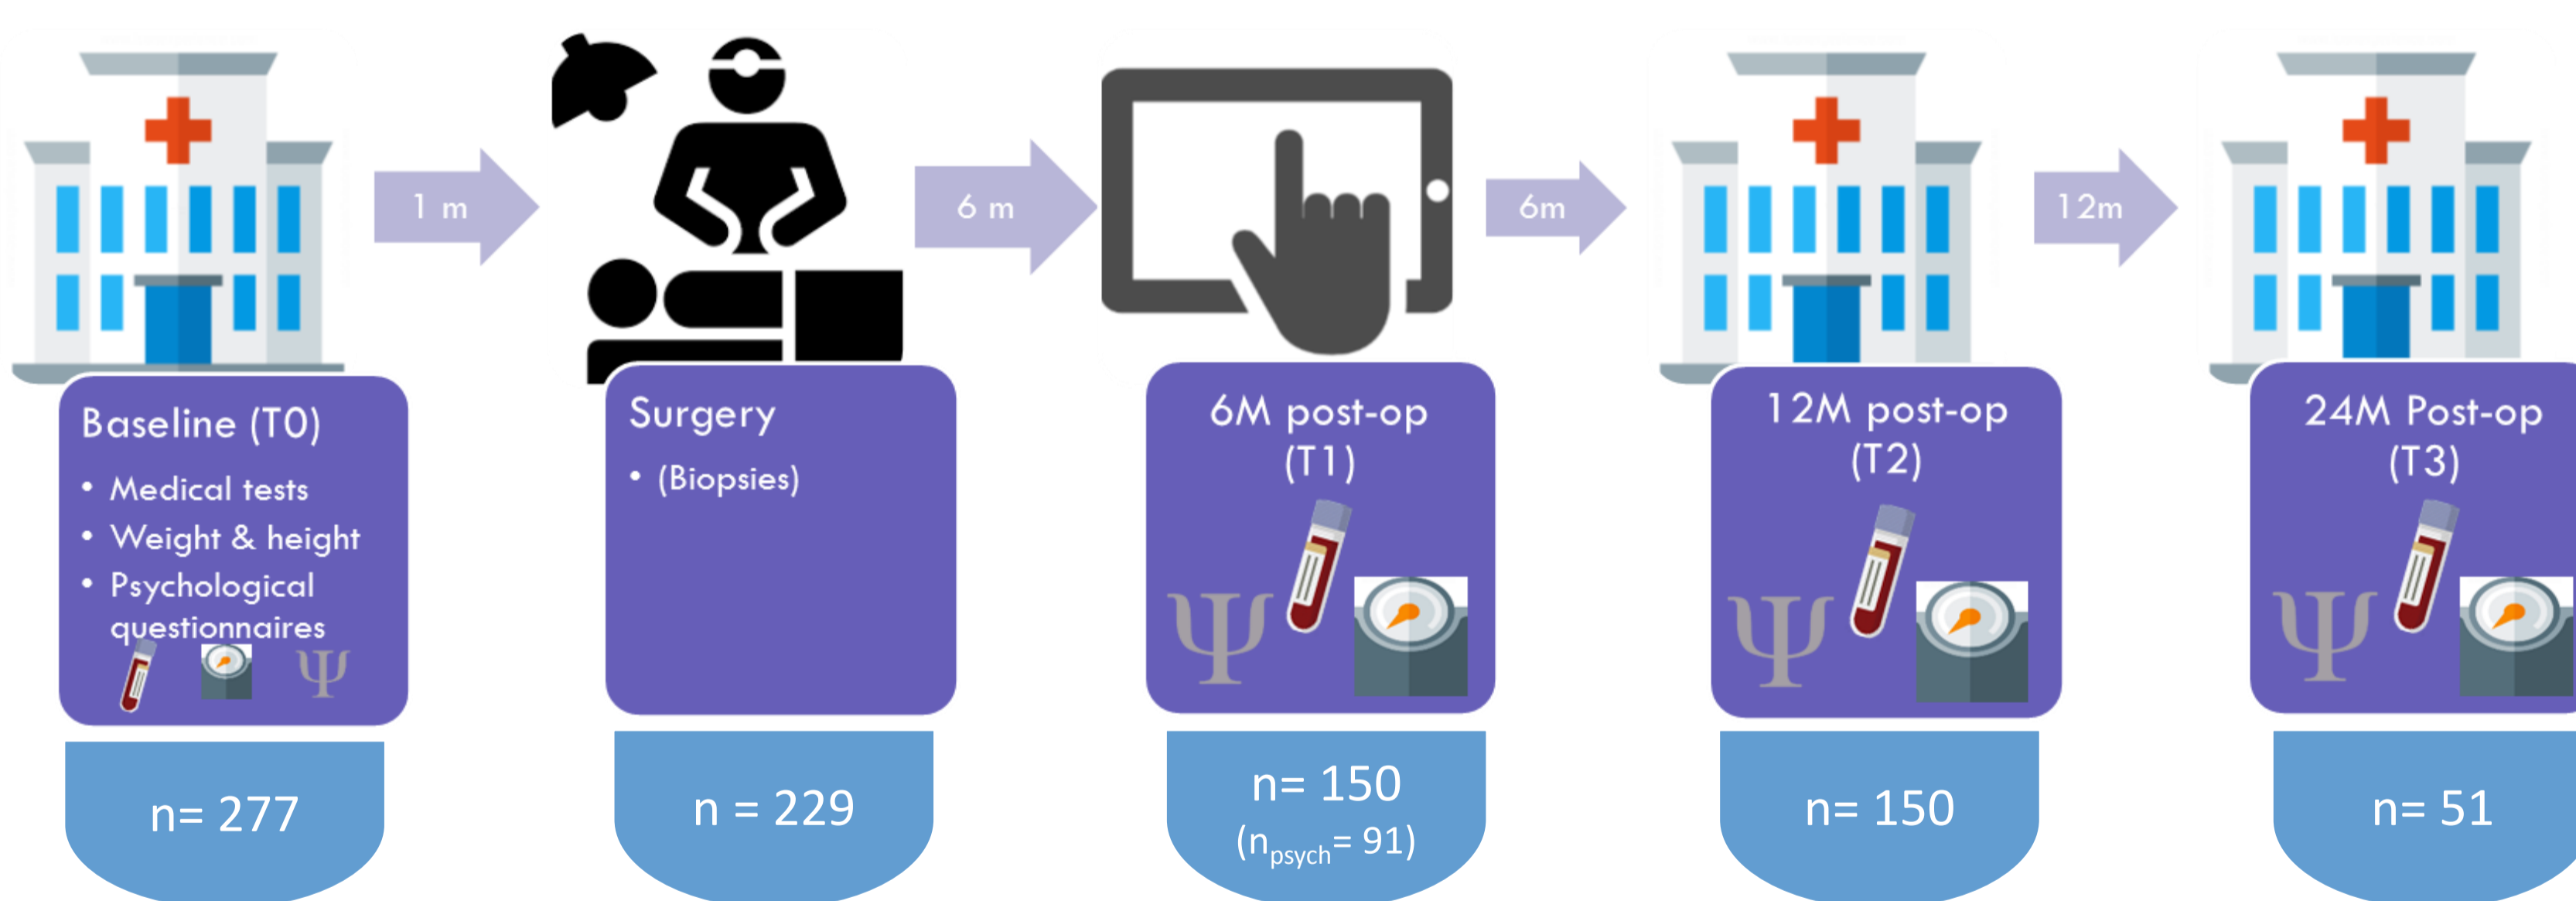 1 m
6 m
6m
12m
Baseline (T0)
• Medical tests
• Weight & height
• Psychological
questionnaires
Ψ
Surgery
• (Biopsies)
6M post-op
(T1)
Ψ
12M post-op
(T2)
Ψ
24M Post-op
(T3)
Ψ
n= 277
n = 229
n= 150
(npsych= 91)
n= 150
n= 51